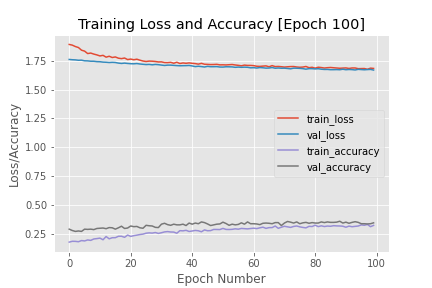 Training Loss and Accuracy [Epoch 100]
Loss/Accuracy
1.75
1.50
1.25
1.00
0.75
0.50
0.25
train_loss
val_loss
train_accuracy
val_accuracy
0 20 40 60 80 100
Epoch Number